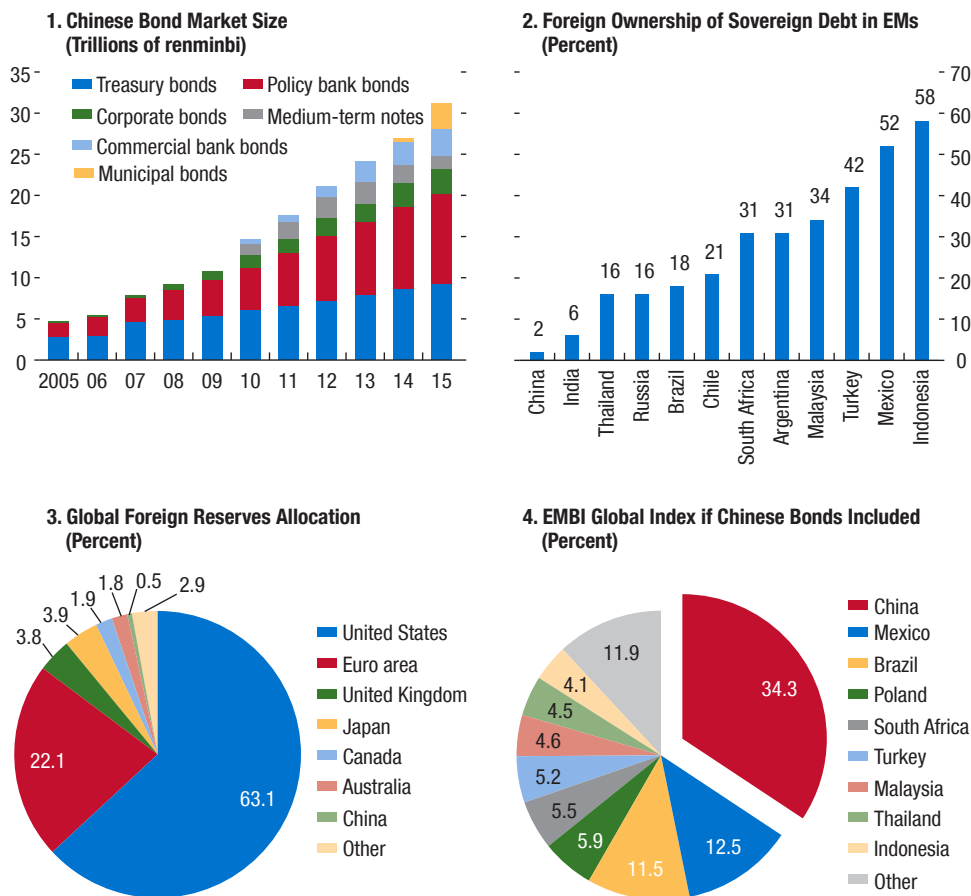 1. Chinese Bond Market Size
(Trillions of renminbi)
35
30
25
20
15
10
5
0
Treasury bonds
Policy bank bonds
Corporate bonds
Medium-term notes
Commercial bank bonds
Municipal bonds
2005 06 07 08 09 10 11 12 13 14 15
2. Foreign Ownership of Sovereign Debt in EMs
(Percent)
70
60
50
40
30
20
10
0
2 6 16 16 18 21 31 31 34 42 52 58
China
India
Thailand
Russia
Brazil
Chile
South Africa
Argentina
Malaysia
Turkey
Mexico
Indonesia
3. Global Foreign Reserves Allocation
(Percent)
63.1
22.1
3.8
3.9
1.9
1.8
0.5
2.9
United States
Euro area
United Kingdom
Japan
Canada
Australia
China
Other
4. EMBI Global Index if Chinese Bonds Included
(Percent)
34.3
12.5
11.5
5.9
5.5
5.2
4.6
4.5
4.1
11.9
China
Mexico
Brazil
Poland
South Africa
Turkey
Malaysia
Thailand
Indonesia
Other